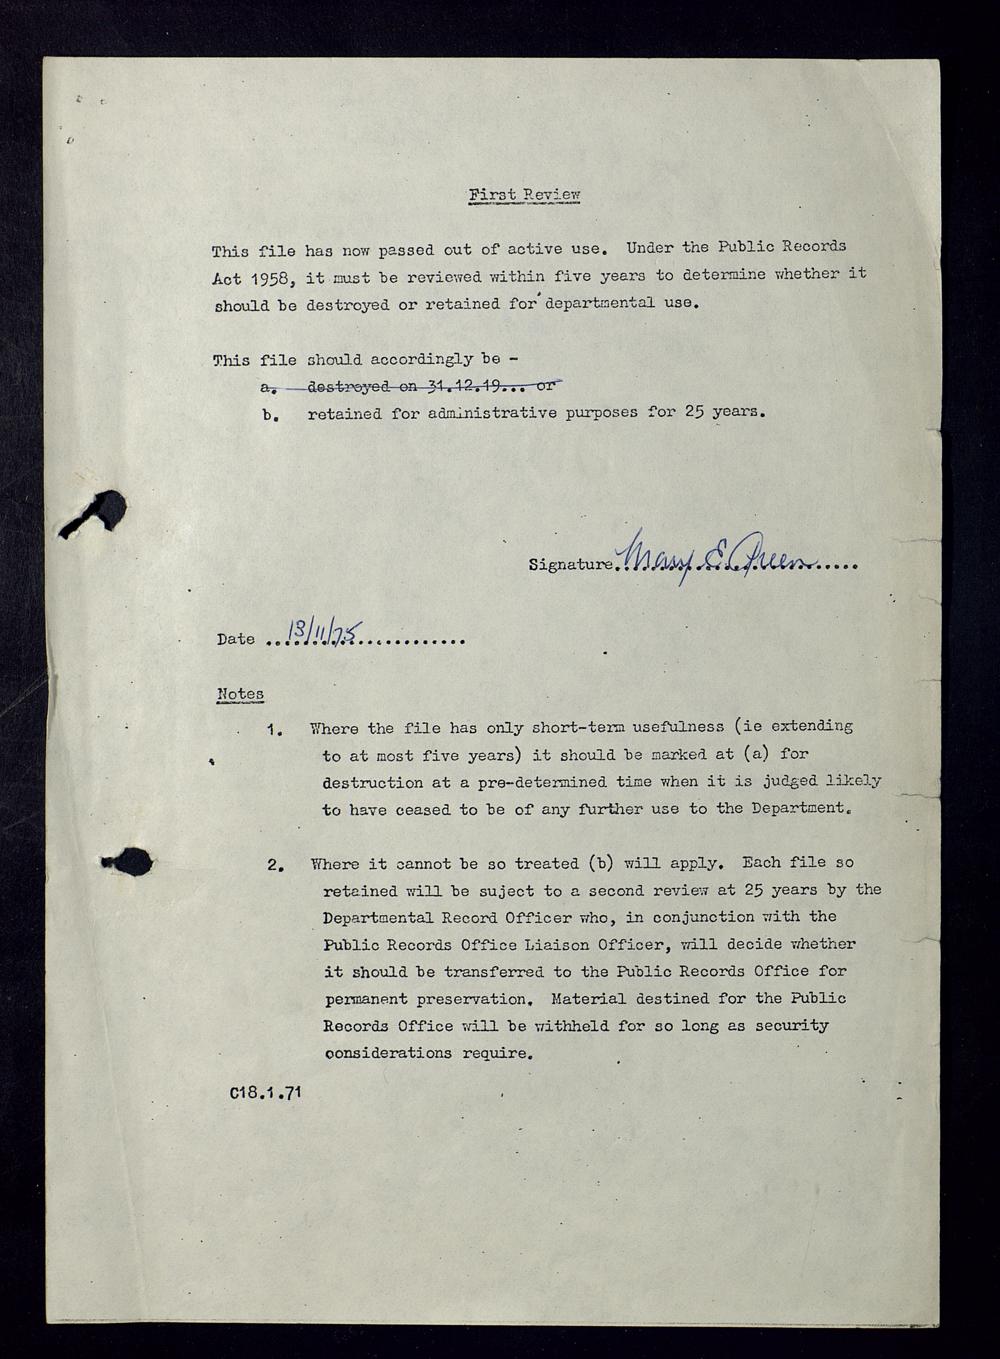 First Review
This file has now passed out of active use. Under the Public Records
Act 1958, it must be reviewed within five years to determine whether it
should be destroyed or retained for departmental use.
This file should accordingly be -
a. destroyed on 31.12.19... or
b. retained for administrative purposes for 25 years.
Signature. Mary E. Green.....
Date ..13/11/75.............
Notes
1. Where the file has only short-term usefulness (ie extending
to at most five years) it should be marked at (a) for
destruction at a pre-determined time when it is judged likely
to have ceased to be of any further use to the Department.
2. Where it cannot be so treated (b) will apply. Each file so
retained will be suject to a second review at 25 years by the
Departmental Record Officer who, in conjunction with the
Public Records Office Liaison Officer, will decide whether
it should be transferred to the Public Records Office for
permanent preservation. Material destined for the Public
Records Office will be withheld for so long as security
considerations require.
C18.1.71